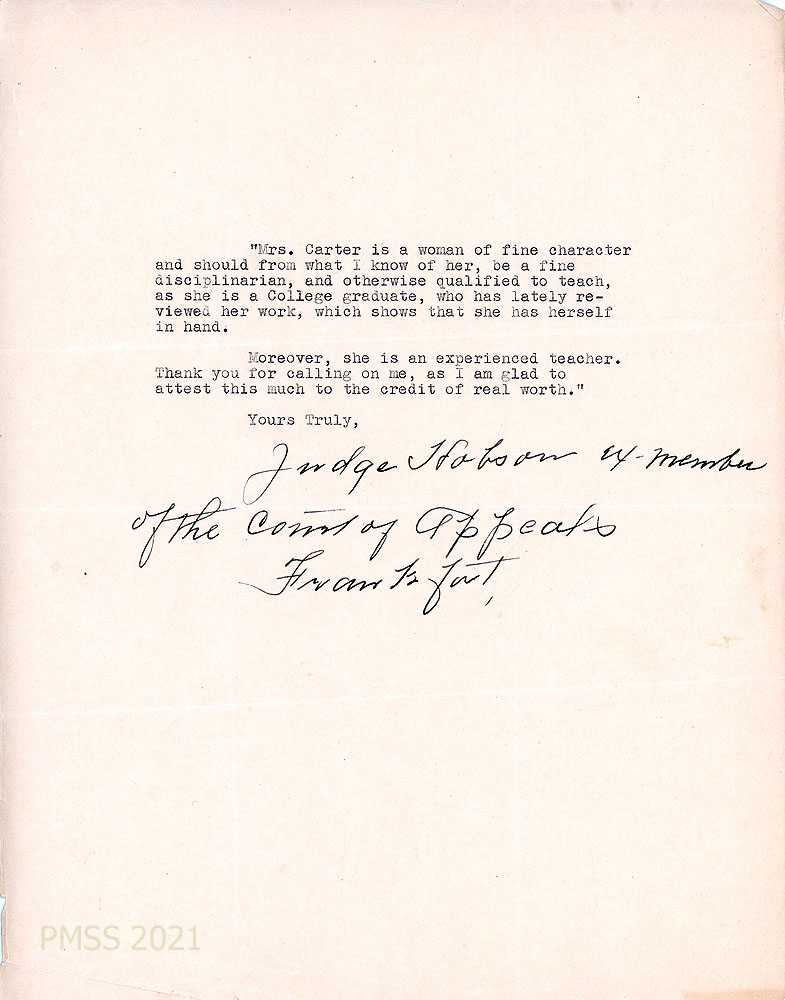 "Mrs. Carter is a woman of fine character
and should from what I know of her, be a fine
disciplinarian, and otherwise qualified to teach,
as she is a College graduate, who has lately re-
viewed her work, which shows that she has herself
in hand.
Moreover, she is an experienced teacher.
Thank you for calling on me, as I am glad to
attest this much to the credit of real worth."
Yours Truly,
Judge Hobson ex-member
of the Court of Appeals
Frankfort,
PMSS 2021